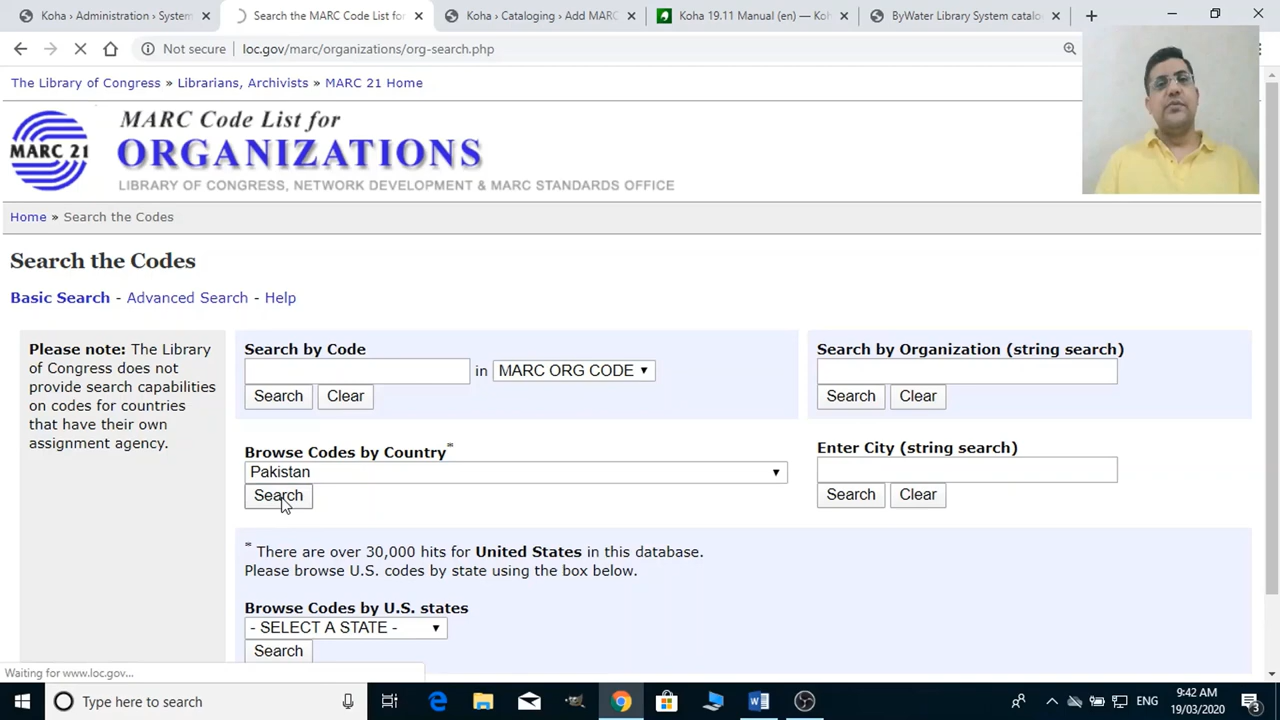 Koha › Administration › System
Search the MARC Code List for
Koha › Cataloging › Add MARC
Koha 19.11 Manual (en) — Koh
ByWater Library System catalo
Not secure
loc.gov/marc/organizations/org-search.php
The Library of Congress » Librarians, Archivists » MARC 21 Home
MARC 21
MARC Code List for
ORGANIZATIONS
LIBRARY OF CONGRESS, NETWORK DEVELOPMENT & MARC STANDARDS OFFICE
Home » Search the Codes
Search the Codes
Basic Search - Advanced Search - Help
Please note: The Library
of Congress does not
provide search capabilities
on codes for countries
that have their own
assignment agency.
Search by Code
in MARC ORG CODE
Search Clear
Search by Organization (string search)
Search Clear
Browse Codes by Country*
Pakistan
Search
Enter City (string search)
Search Clear
* There are over 30,000 hits for United States in this database.
Please browse U.S. codes by state using the box below.
Browse Codes by U.S. states
- SELECT A STATE -
Search
Waiting for www.loc.gov...
Type here to search
ENG
9:42 AM
19/03/2020
3